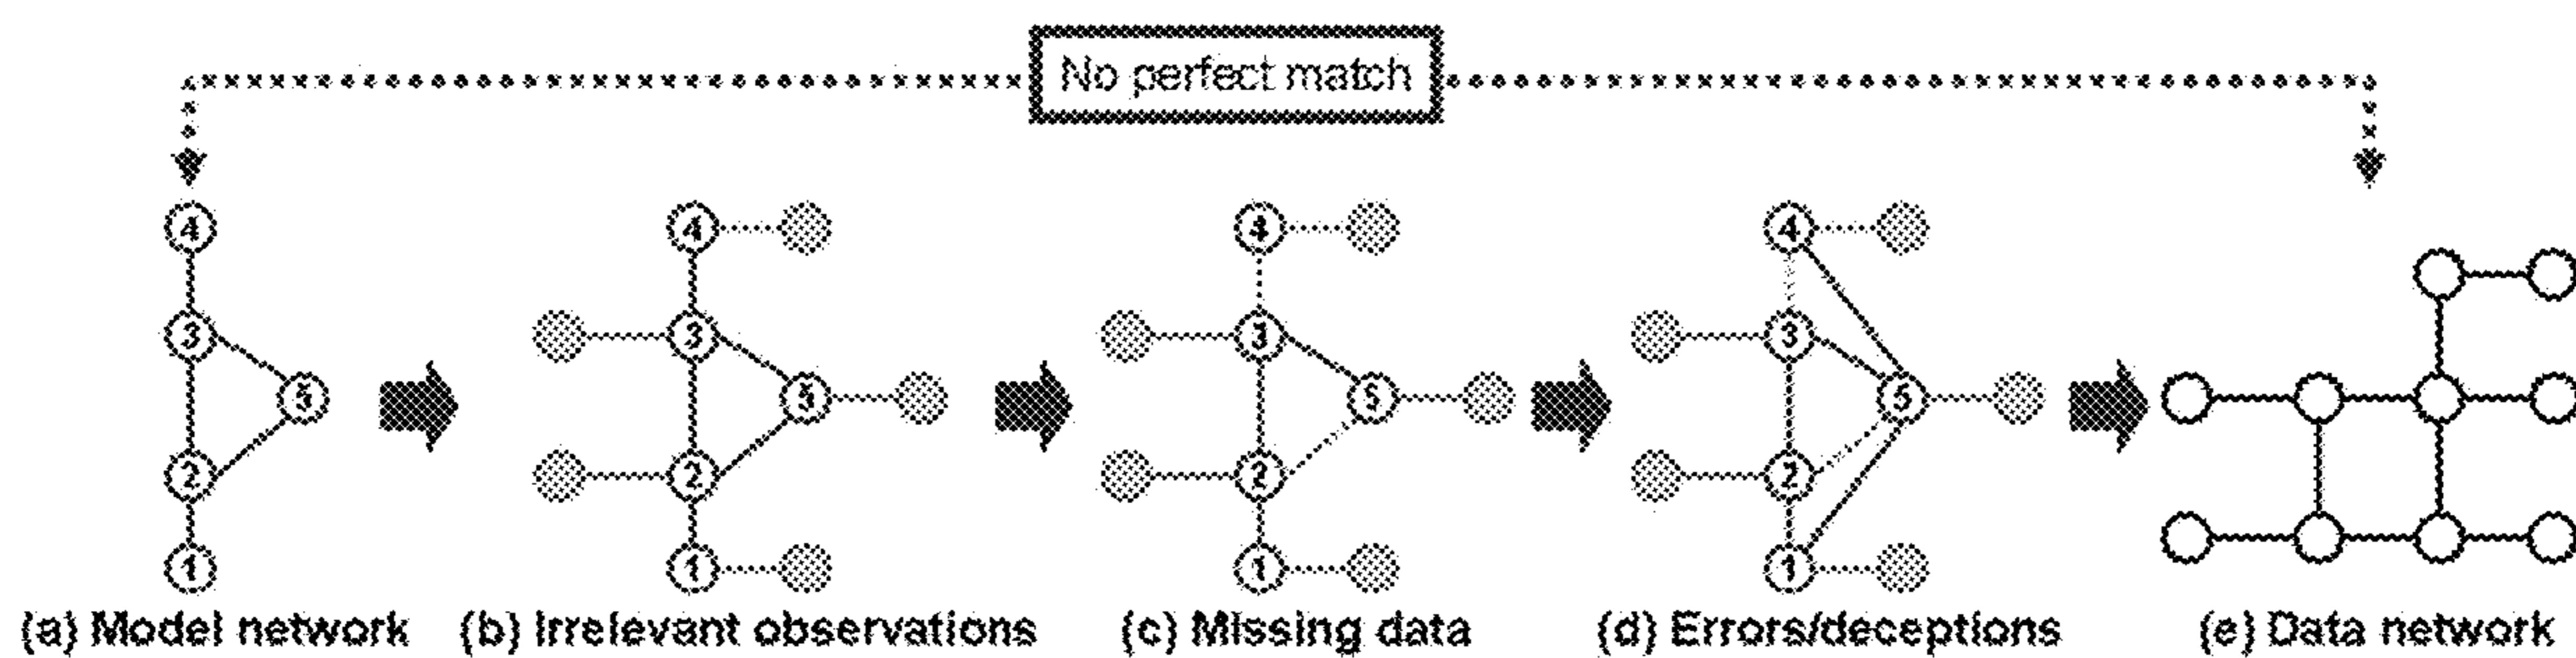 No perfect match
4 4 4 4
3 3 3 3
5 5 5 5
2 2 2 2
1 1 1 1
(a) Model network (b) Irrelevant observations (c) Missing data (d) Errors/deceptions (e) Data network